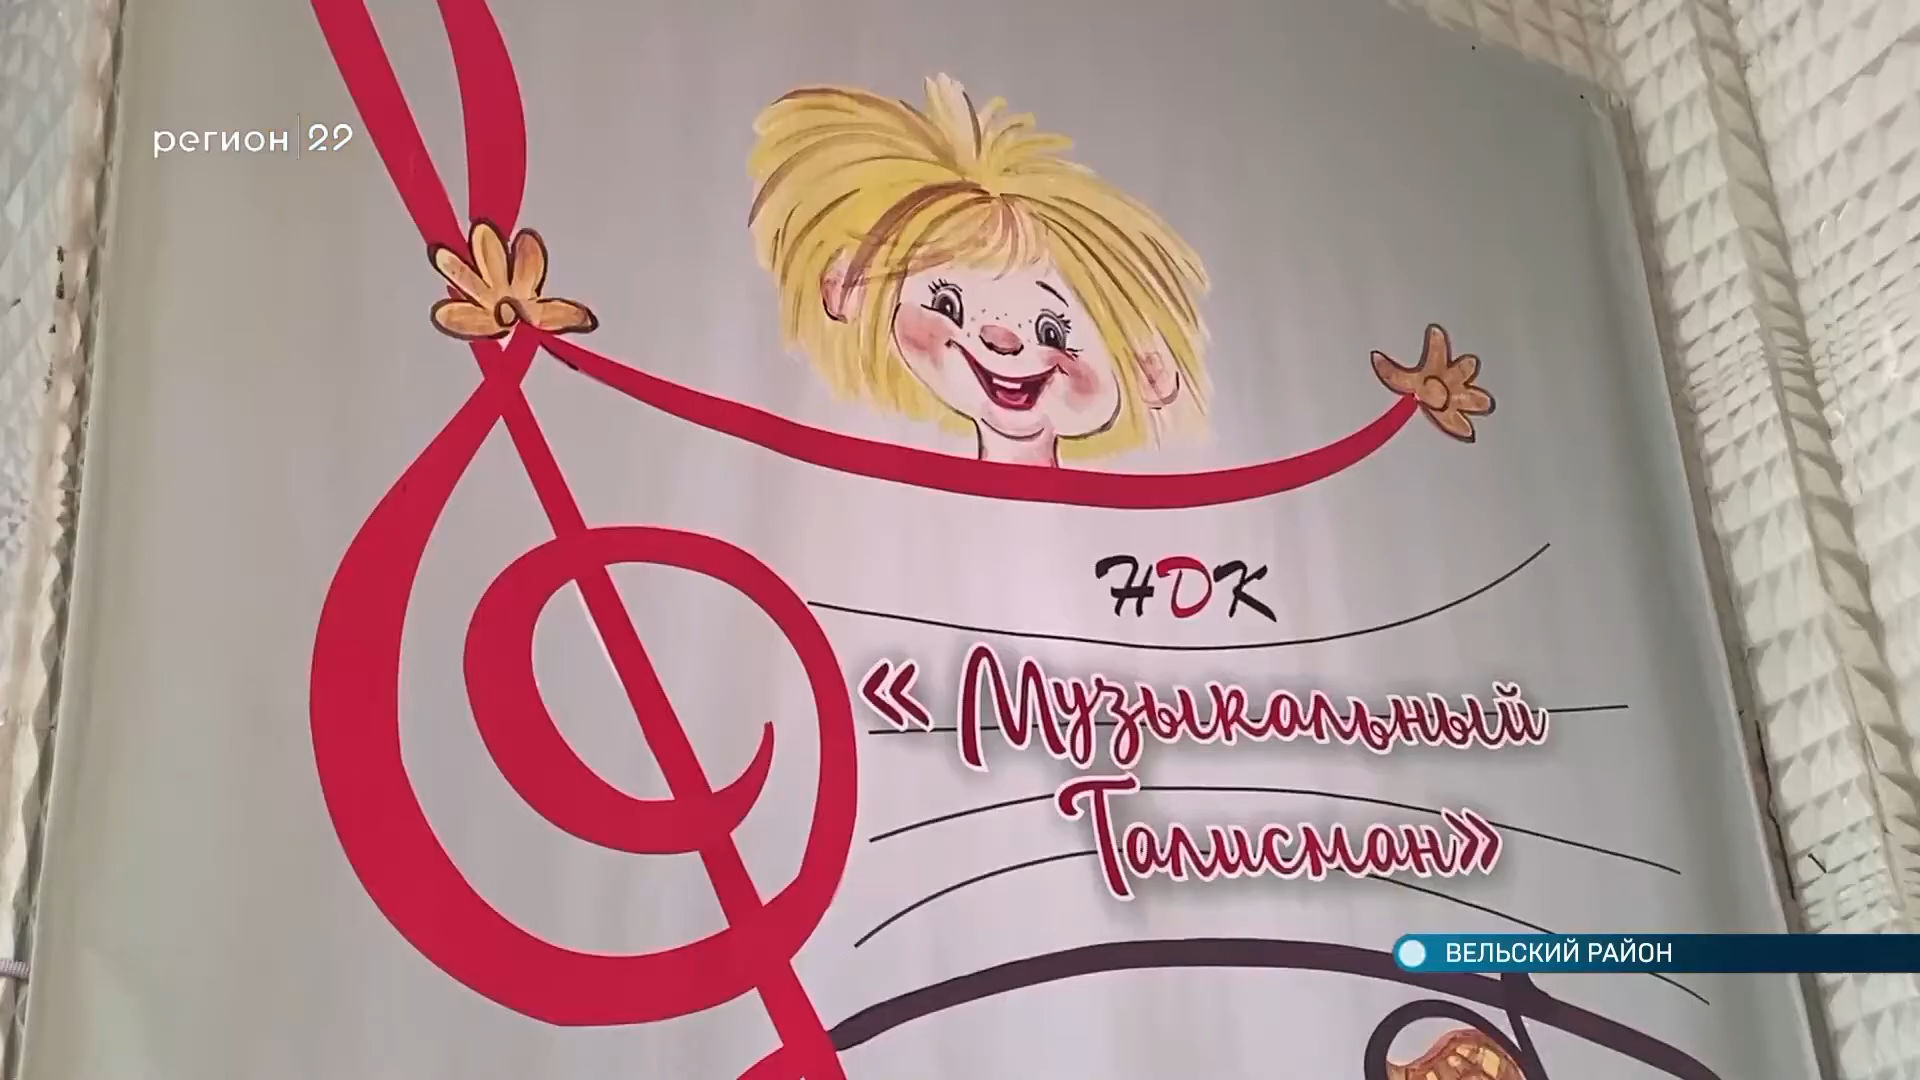 регион|29
НДК
« Музыкальный
Талисман»
ВЕЛЬСКИЙ РАЙОН